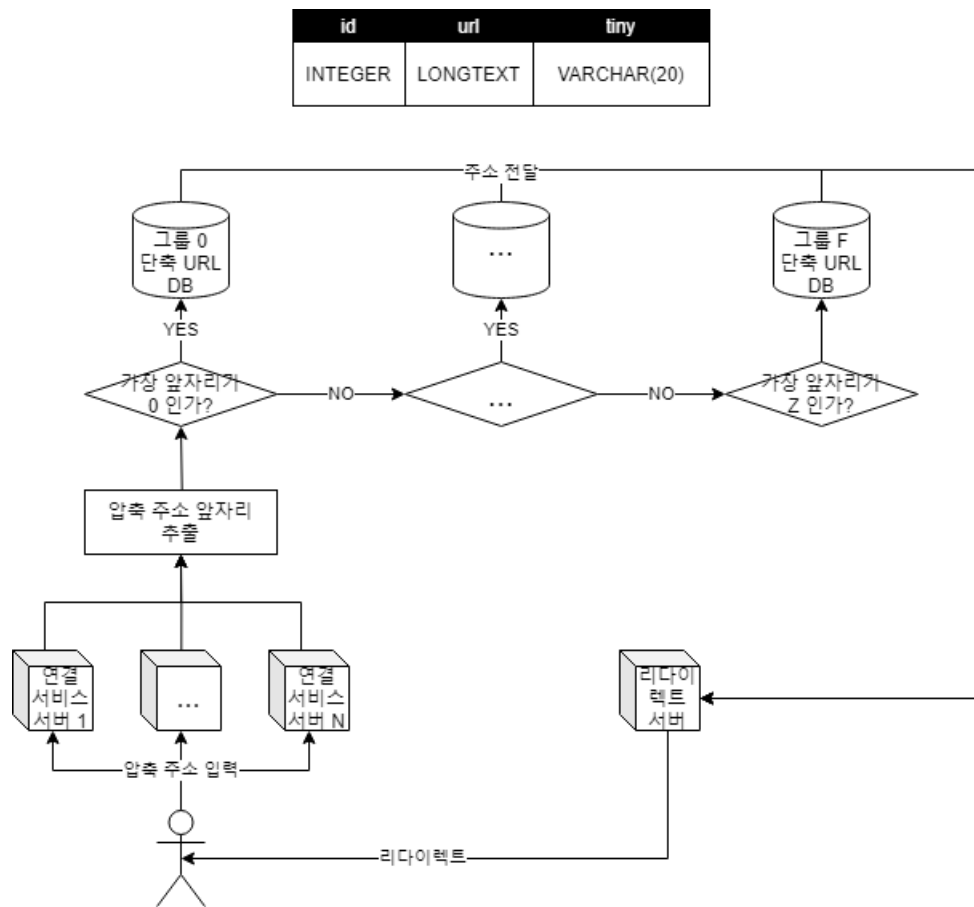 id url tiny
INTEGER LONGTEXT VARCHAR(20)
주소 전달
그룹 0
단축 URL
DB
...
그룹 F
단축 URL
DB
YES
YES
가장 앞자리가
0 인가?
NO
...
NO
가장 앞자리가
Z 인가?
압축 주소 앞자리
추출
연결
서비스
서버 1
...
연결
서비스
서버 N
리다이
렉트
서버
압축 주소 입력
리다이렉트